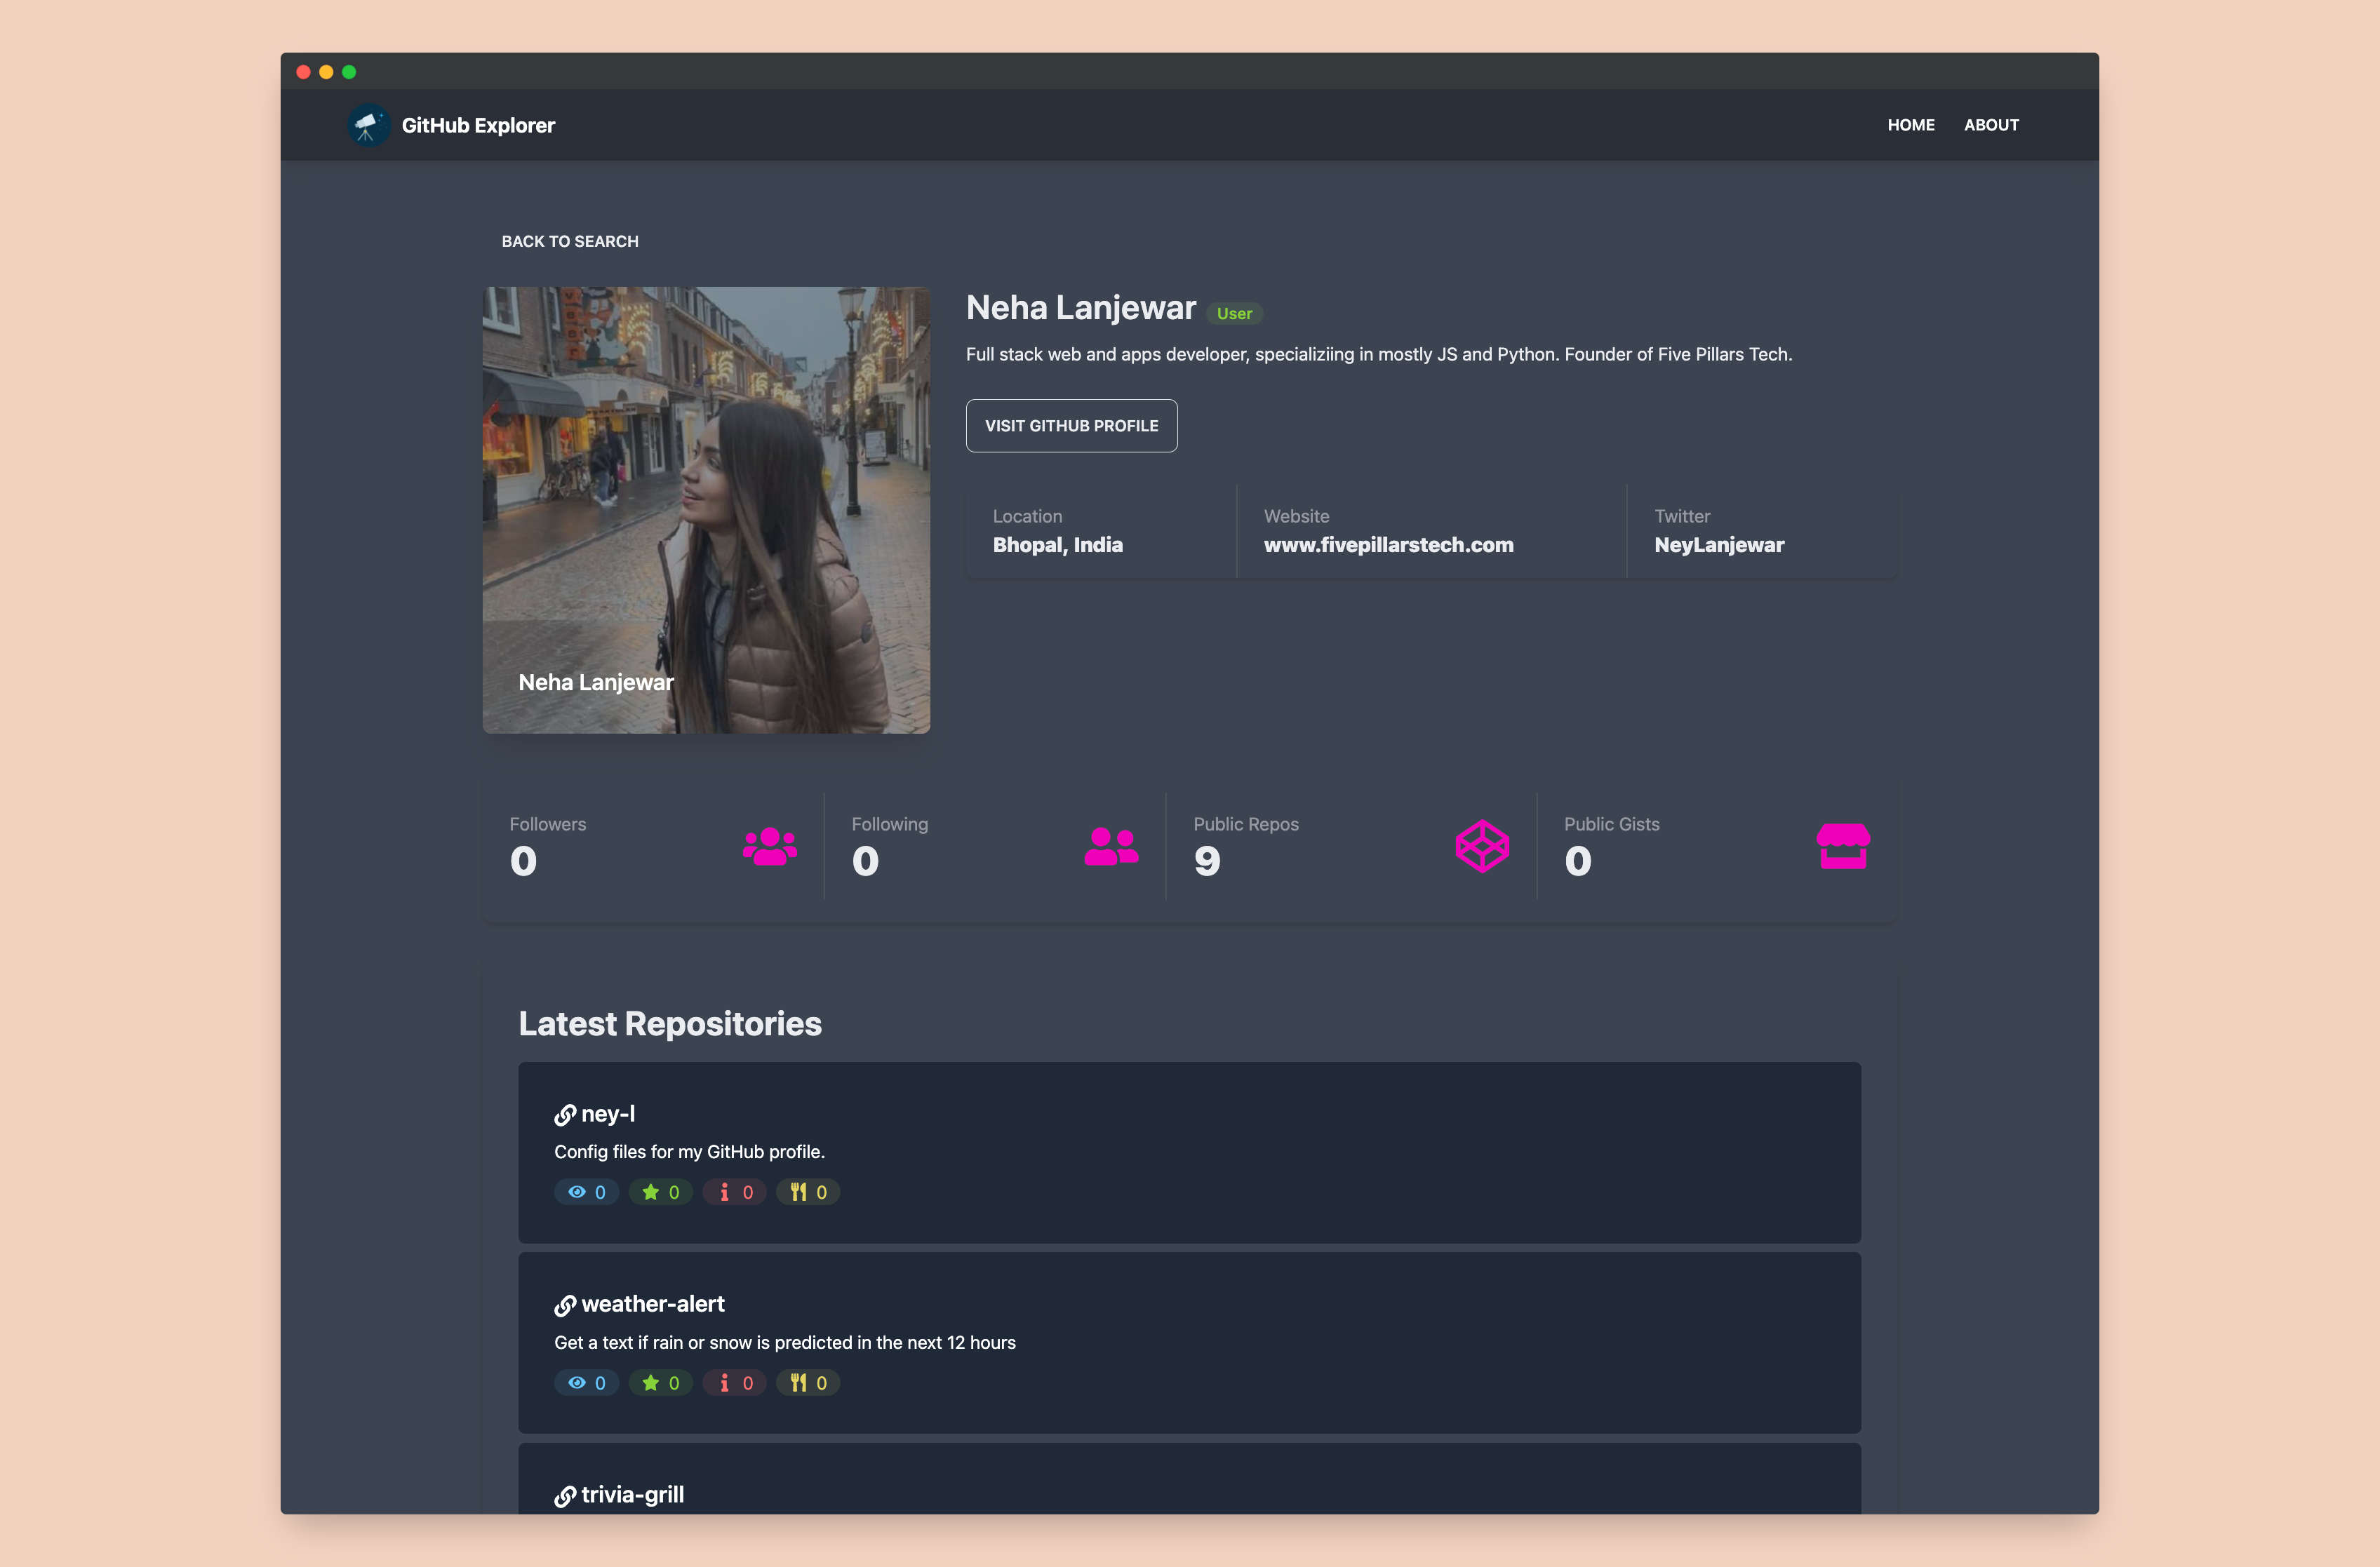 GitHub Explorer
HOME
ABOUT
BACK TO SEARCH
Neha Lanjewar
User
Full stack web and apps developer, specializiing in mostly JS and Python. Founder of Five Pillars Tech.
VISIT GITHUB PROFILE
Location
Bhopal, India
Website
www.fivepillarstech.com
Twitter
NeyLanjewar
Neha Lanjewar
Followers
0
Following
0
Public Repos
9
Public Gists
0
Latest Repositories
ney-l
Config files for my GitHub profile.
0 0 0 0
weather-alert
Get a text if rain or snow is predicted in the next 12 hours
0 0 0 0
trivia-grill